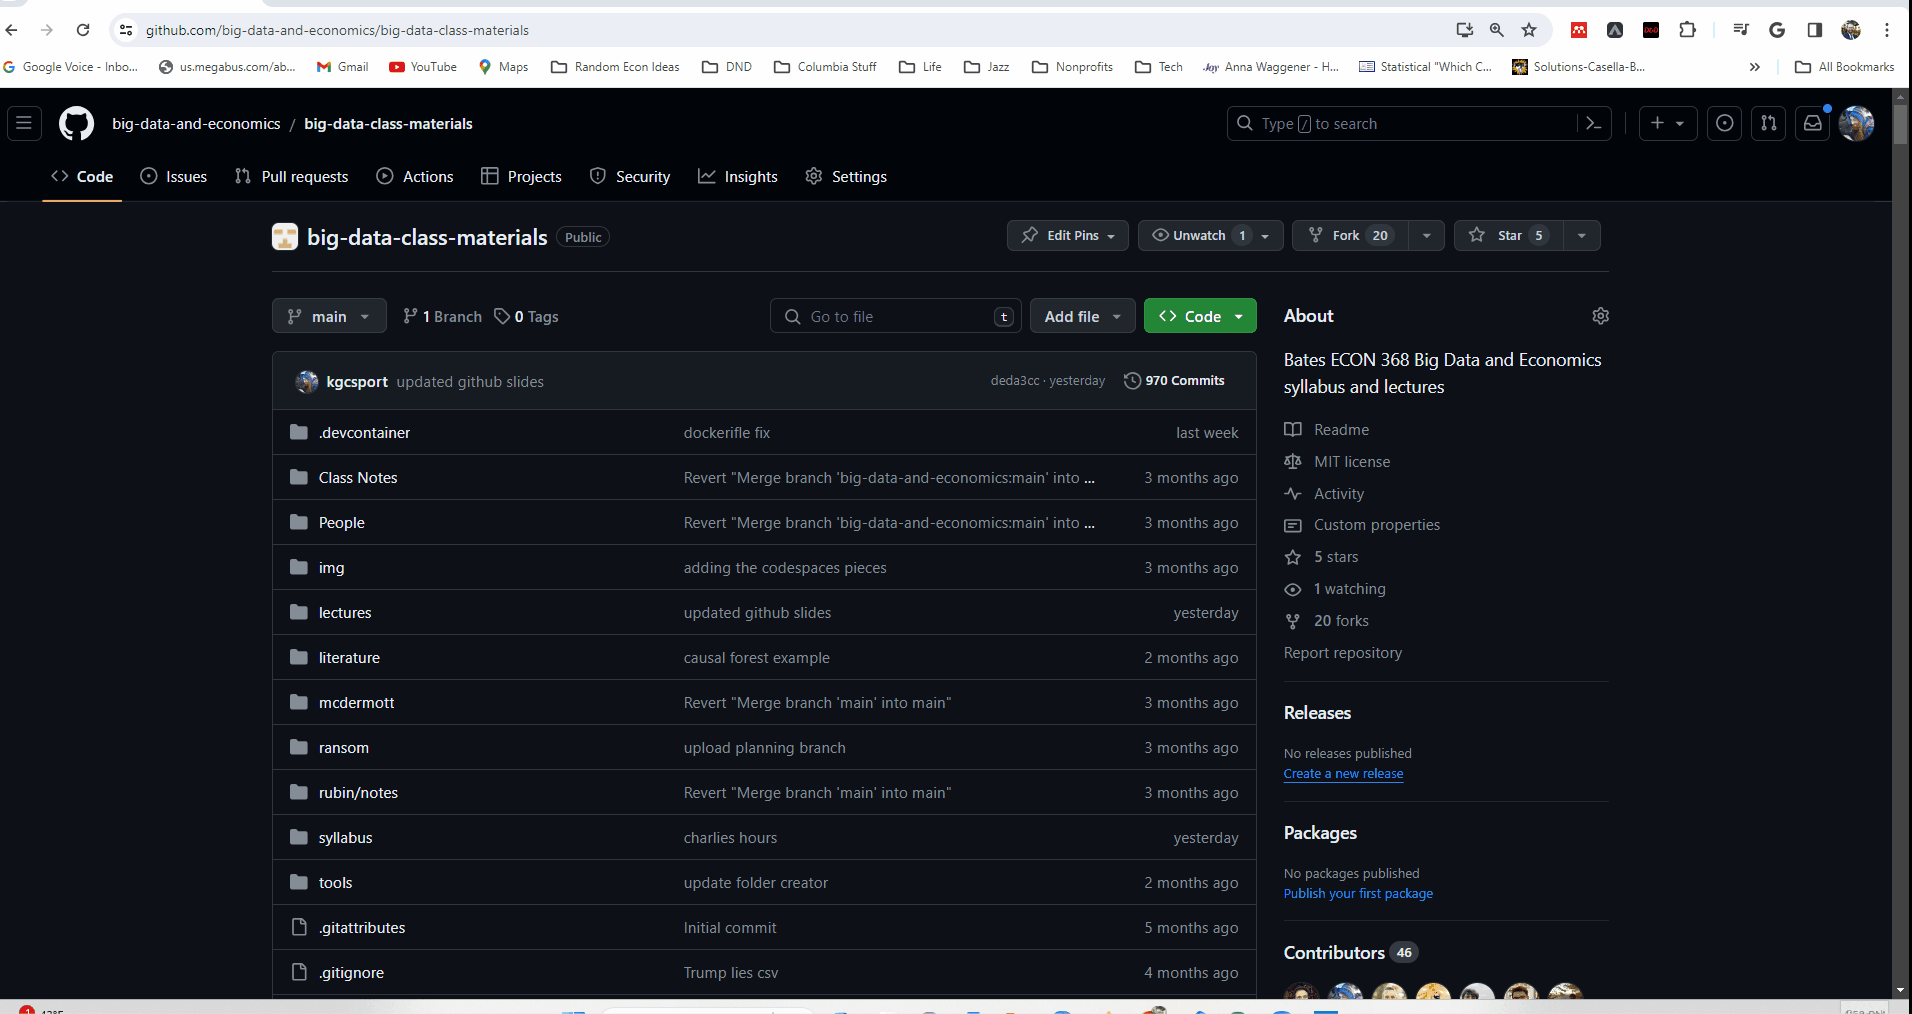 github.com/big-data-and-economics/big-data-class-materials
Google Voice - Inbo... us.megabus.com/ab... Gmail YouTube Maps Random Econ Ideas DND Columbia Stuff Life Jazz Nonprofits Tech Joy Anna Waggener - H... Statistical "Which C... Solutions-Casella-B... » All Bookmarks
big-data-and-economics / big-data-class-materials Type / to search
Code Issues Pull requests Actions Projects Security Insights Settings
big-data-class-materials Public Edit Pins Unwatch 1 Fork 20 Star 5
main 1 Branch 0 Tags Go to file t Add file Code
kgcsport updated github slides deda3cc · yesterday 970 Commits
.devcontainer dockerifle fix last week
Class Notes Revert "Merge branch 'big-data-and-economics:main' into ... 3 months ago
People Revert "Merge branch 'big-data-and-economics:main' into ... 3 months ago
img adding the codespaces pieces 3 months ago
lectures updated github slides yesterday
literature causal forest example 2 months ago
mcdermott Revert "Merge branch 'main' into main" 3 months ago
ransom upload planning branch 3 months ago
rubin/notes Revert "Merge branch 'main' into main" 3 months ago
syllabus charlies hours yesterday
tools update folder creator 2 months ago
.gitattributes Initial commit 5 months ago
.gitignore Trump lies csv 4 months ago
About
Bates ECON 368 Big Data and Economics
syllabus and lectures
Readme
MIT license
Activity
Custom properties
5 stars
1 watching
20 forks
Report repository
Releases
No releases published
Create a new release
Packages
No packages published
Publish your first package
Contributors 46